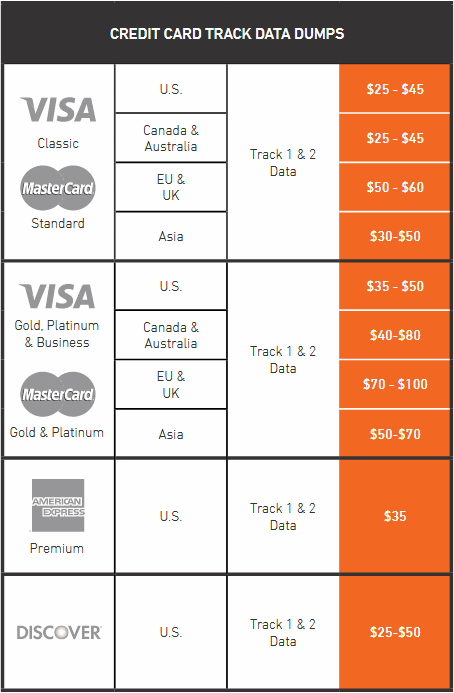 CREDIT CARD TRACK DATA DUMPS
VISA
Classic
MasterCard
Standard
U.S.
Canada &
Australia
EU &
UK
Asia
Track 1 & 2
Data
$25 - $45
$25 - $45
$50 - $60
$30-$50
VISA
Gold, Platinum
& Business
MasterCard
Gold & Platinum
U.S.
Canada &
Australia
EU &
UK
Asia
Track 1 & 2
Data
$35 - $50
$40-$80
$70 - $100
$50-$70
AMERICAN
EXPRESS
Premium
U.S.
Track 1 & 2
Data
$35
DISCOVER
U.S.
Track 1 & 2
Data
$25-$50